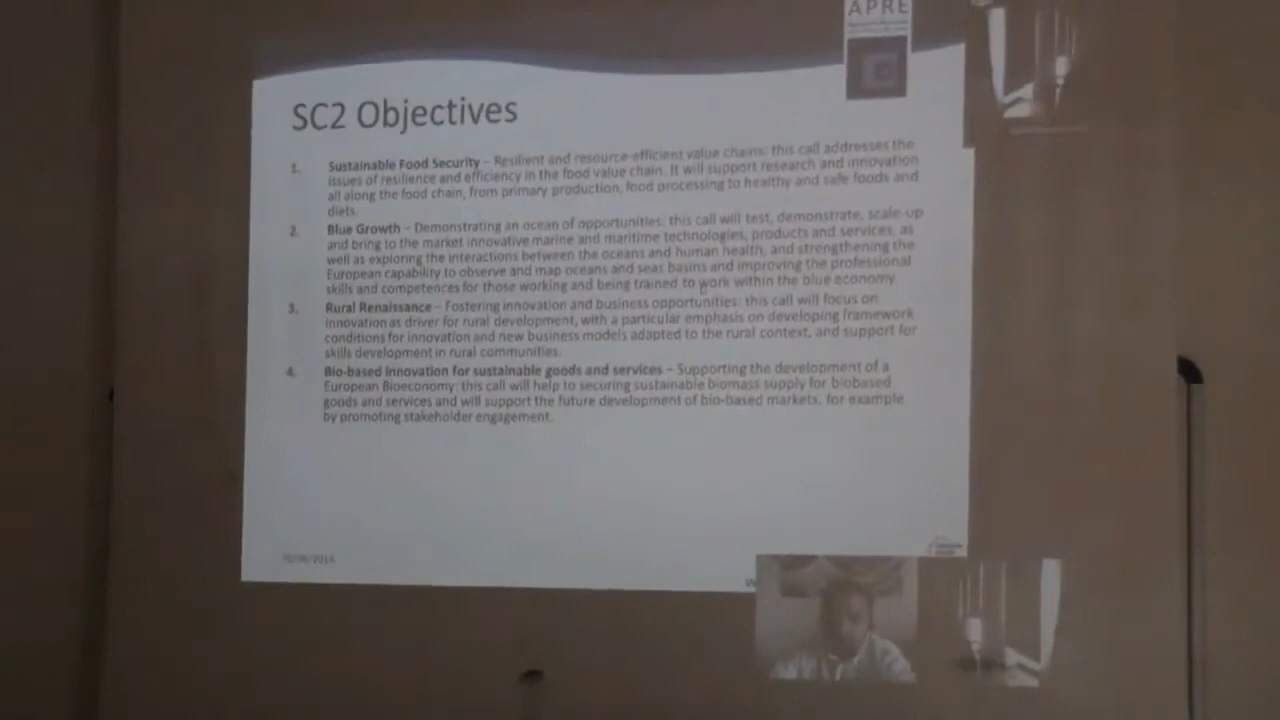 APRE
SC2 Objectives
1. Sustainable Food Security – Resilient and resource-efficient value chains: this call addresses the
issues of resilience and efficiency in the food value chain. It will support research and innovation
all along the food chain, from primary production, food processing to healthy and safe foods and
diets.
2. Blue Growth – Demonstrating an ocean of opportunities: this call will test, demonstrate, scale-up
and bring to the market innovative marine and maritime technologies, products and services, as
well as exploring the interactions between the oceans and human health, and strengthening the
European capability to observe and map oceans and seas basins and improving the professional
skills and competences for those working and being trained to work within the blue economy.
3. Rural Renaissance – Fostering innovation and business opportunities: this call will focus on
innovation as driver for rural development, with a particular emphasis on developing framework
conditions for innovation and new business models adapted to the rural context, and support for
skills development in rural communities.
4. Bio-based innovation for sustainable goods and services – Supporting the development of a
European Bioeconomy: this call will help to securing sustainable biomass supply for biobased
goods and services and will support the future development of bio-based markets, for example
by promoting stakeholder engagement.